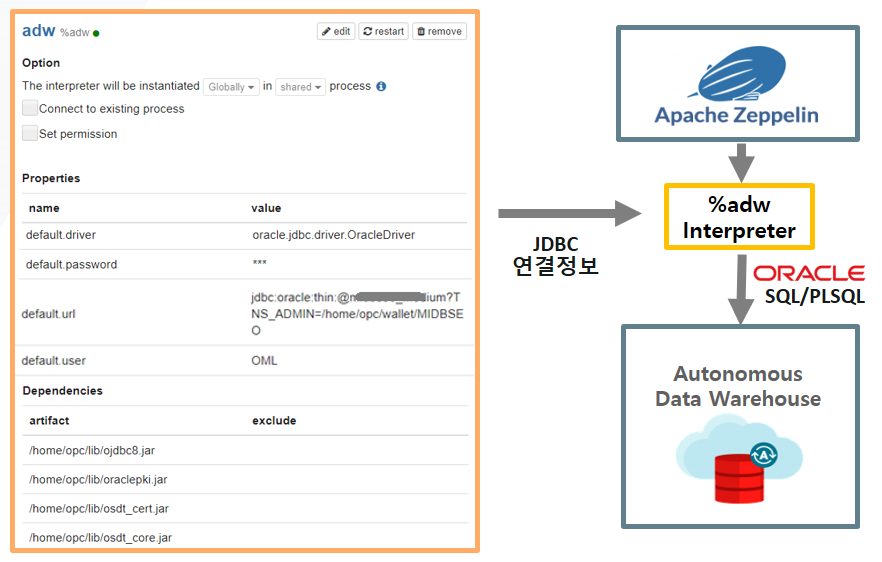 adw %adw
edit restart remove
Option
The interpreter will be instantiated Globally in shared process
Connect to existing process
Set permission
Properties
name value
default.driver oracle.jdbc.driver.OracleDriver
default.password ***
default.url
jdbc:oracle:thin:@ ?T
NS_ADMIN=/home/opc/wallet/MIDBSE
O
default.user OML
Dependencies
artifact exclude
/home/opc/lib/ojdbc8.jar
/home/opc/lib/oraclepki.jar
/home/opc/lib/osdt_cert.jar
/home/opc/lib/osdt_core.jar
JDBC
연결정보
Apache Zeppelin
%adw
Interpreter
ORACLE
SQL/PLSQL
Autonomous
Data Warehouse
A